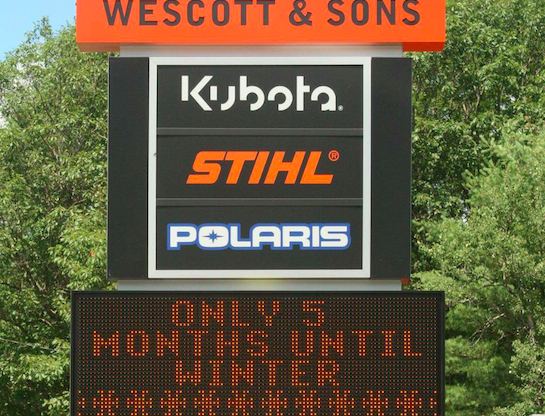 WESCOTT & SONS
Kubota®
STIHL®
POLARIS
ONLY 5
MONTHS UNTIL
WINTER